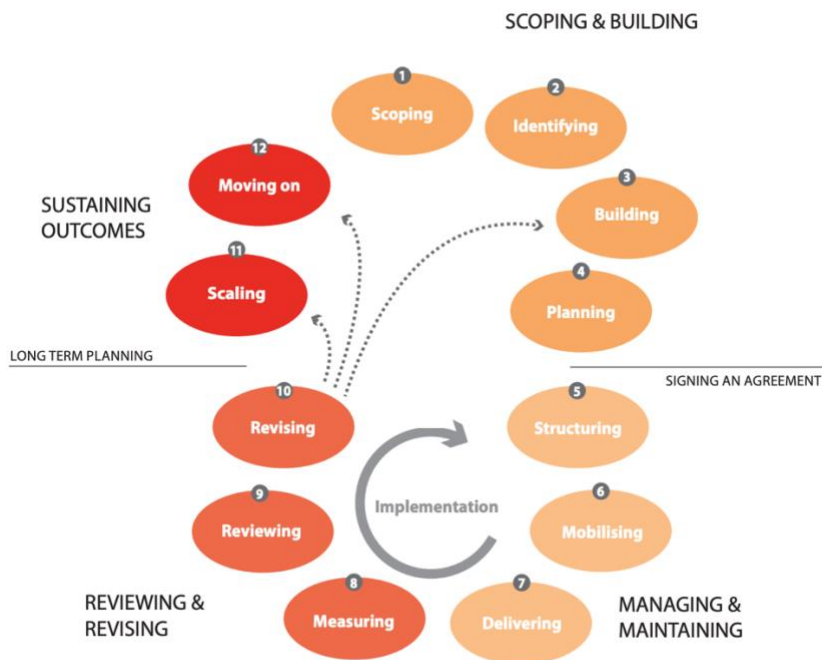 SCOPING & BUILDING
1
Scoping
2
Identifying
3
Building
4
Planning
SIGNING AN AGREEMENT
5
Structuring
6
Mobilising
7
Delivering
MANAGING &
MAINTAINING
8
Measuring
9
Reviewing
10
Revising
REVIEWING &
REVISING
Implementation
LONG TERM PLANNING
11
Scaling
12
Moving on
SUSTAINING
OUTCOMES